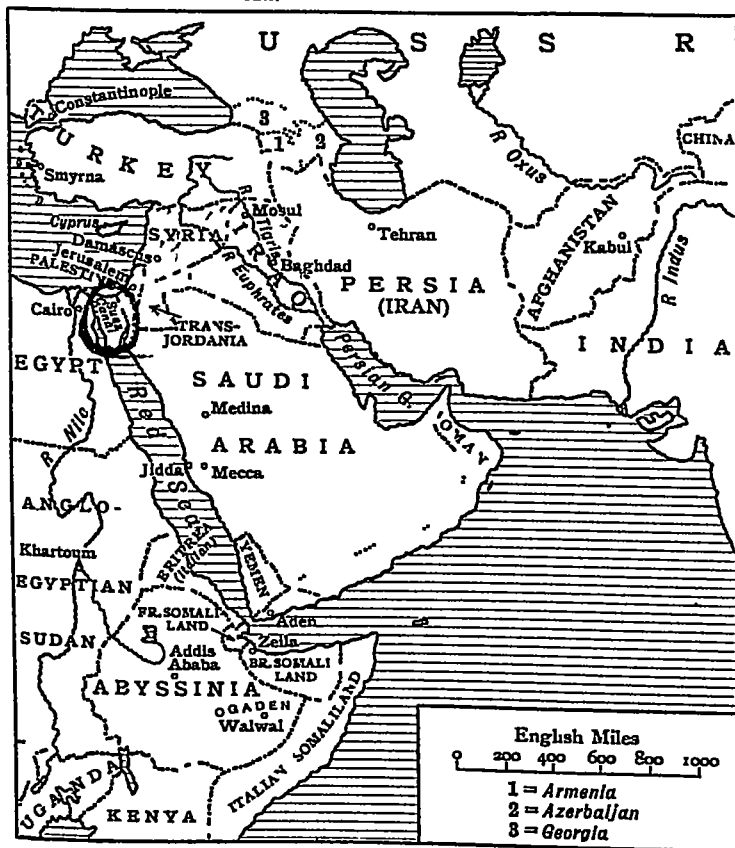 U S S R
Constantinople
3
1 2
CHINA
TURKEY
R Oxus
Smyrna
Mosul
R Tigris
Tehran
AFGHANISTAN
Kabul
R Indus
Cyprus
SYRIA
Damascus
IRAQ
Jerusalem
Baghdad
PALESTINE
R Euphrates
PERSIA
(IRAN)
Cairo
Suez
Canal
TRANS-
JORDANIA
INDIA
EGYPT
SAUDI
Persian G.
Red Sea
Medina
OMAN
R Nile
ARABIA
Jidda
Mecca
ANGLO-
ERITREA
(Italian)
YEMEN
Khartoum
EGYPTIAN
FR. SOMALI-
LAND
Aden
SUDAN
Zeila
Addis
Ababa
BR. SOMALI
LAND
ABYSSINIA
OGADEN
Walwal
ITALIAN SOMALILAND
UGANDA
KENYA
English Miles
0 200 400 600 800 1000
1 = Armenia
2 = Azerbaijan
3 = Georgia